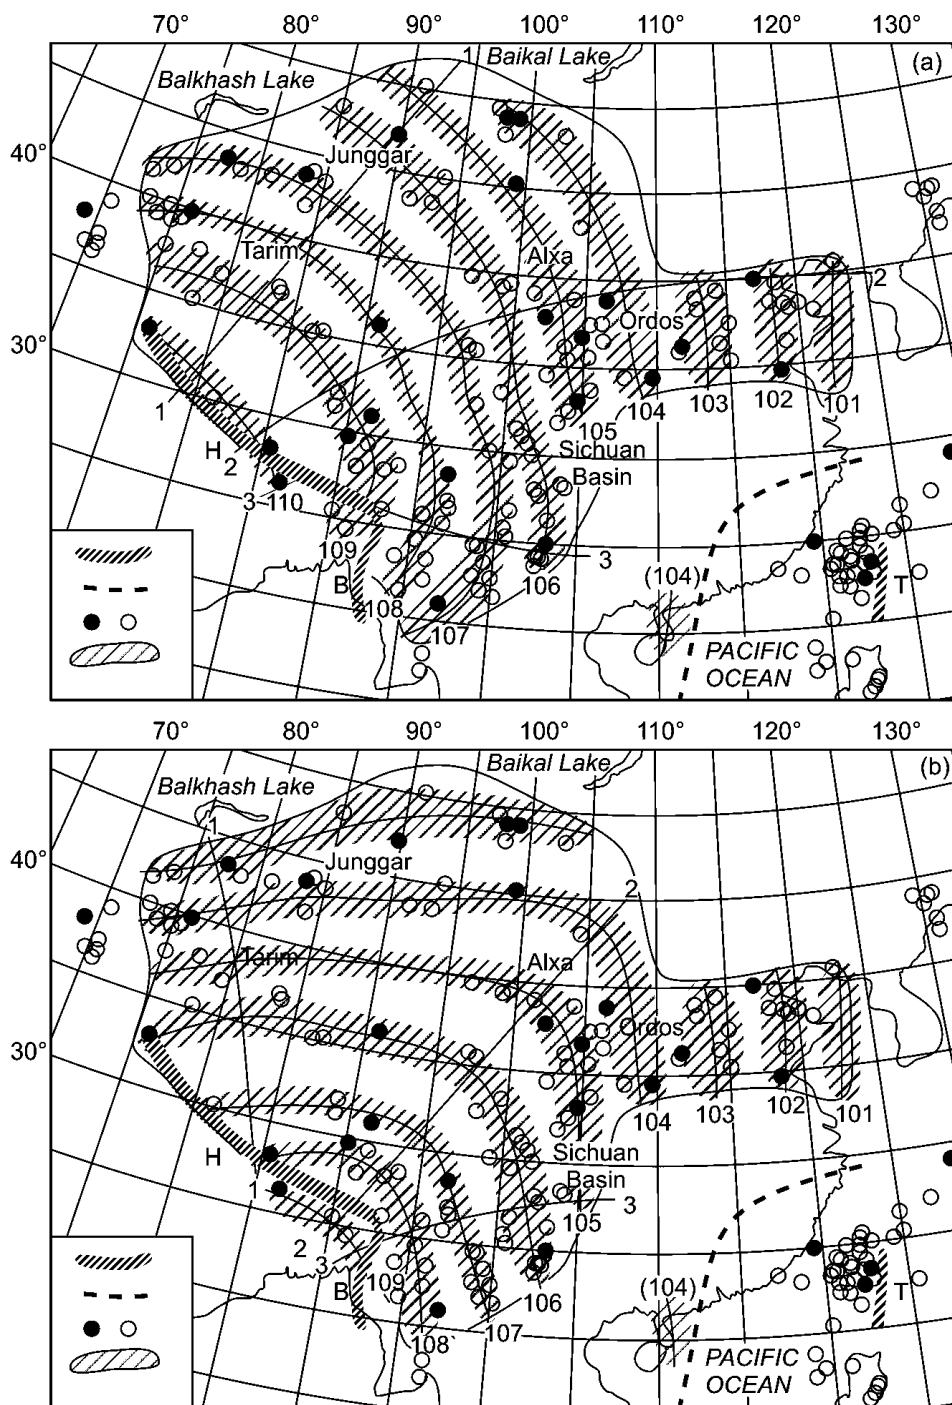 70° 80° 90° 100° 110° 120° 130°
(a)
1 Baikal Lake
Balkhash Lake
40°
Junggar
Tarim
Alxa
2
30°
Ordos
1
104 103 102 101
105
H 2
Sichuan
Basin
3 110
109
3
B
106
(104)
T
108
107
PACIFIC
OCEAN
70° 80° 90° 100° 110° 120° 130°
(b)
Baikal Lake
Balkhash Lake
1
40°
Junggar
2
Tarim
Alxa
30°
Ordos
104 103 102 101
H
Sichuan
Basin
1
3
105
2
3
B
109
106
(104)
T
108
107
PACIFIC
OCEAN